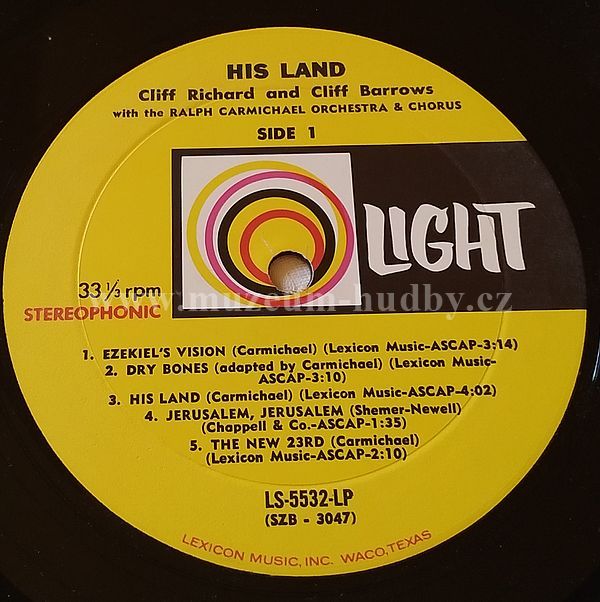 HIS LAND
Cliff Richard and Cliff Barrows
with the RALPH CARMICHAEL ORCHESTRA & CHORUS
SIDE 1
LIGHT
33 ⅓ rpm
STEREOPHONIC
www.muzeum-hudby.cz
1. EZEKIEL'S VISION (Carmichael) (Lexicon Music-ASCAP-3:14)
2. DRY BONES (adapted by Carmichael) (Lexicon Music-
ASCAP-3:10)
3. HIS LAND (Carmichael) (Lexicon Music-ASCAP-4:02)
4. JERUSALEM, JERUSALEM (Shemer-Newell)
(Chappell & Co.-ASCAP-1:35)
5. THE NEW 23RD (Carmichael)
(Lexicon Music-ASCAP-2:10)
LS-5532-LP
(SZB - 3047)
LEXICON MUSIC, INC. WACO, TEXAS